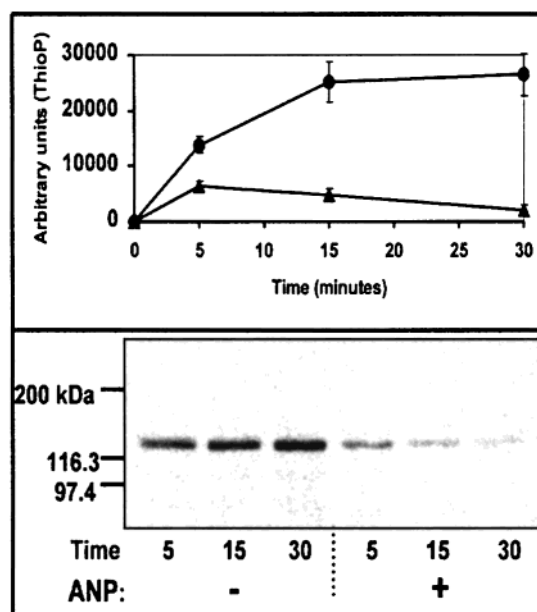 Arbitrary units (ThioP)
30000
20000
10000
0
0 5 10 15 20 25 30
Time (minutes)
200 kDa
116.3
97.4
Time 5 15 30 5 15 30
ANP: - +